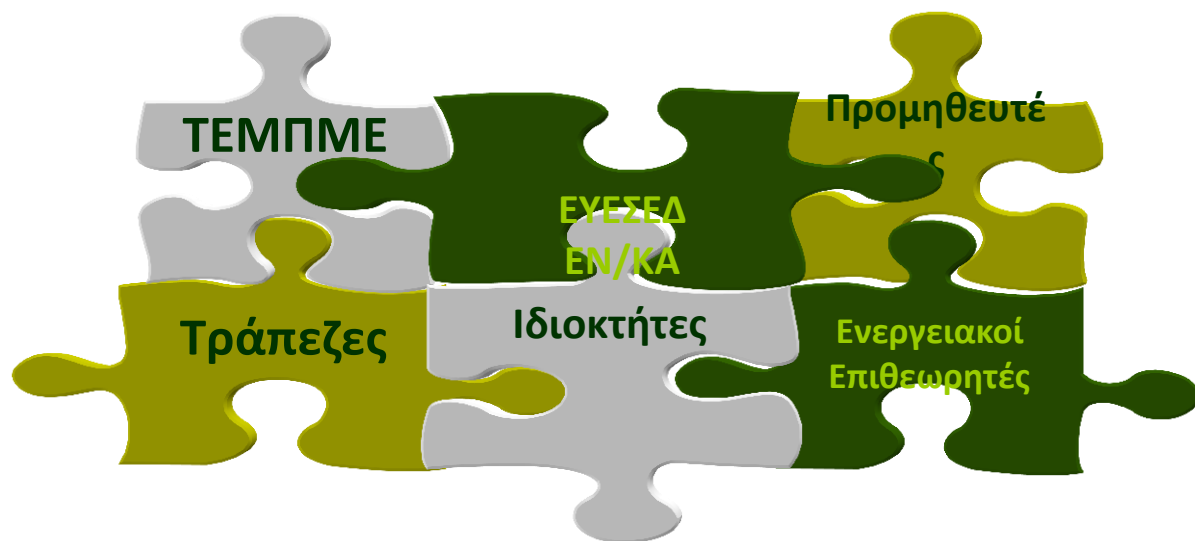 ΤΕΜΠΜΕ
Προμηθευτέ
ς
ΕΥΕΣΕΔ
ΕΝ/ΚΑ
Τράπεζες
Ιδιοκτήτες
Ενεργειακοί
Επιθεωρητές